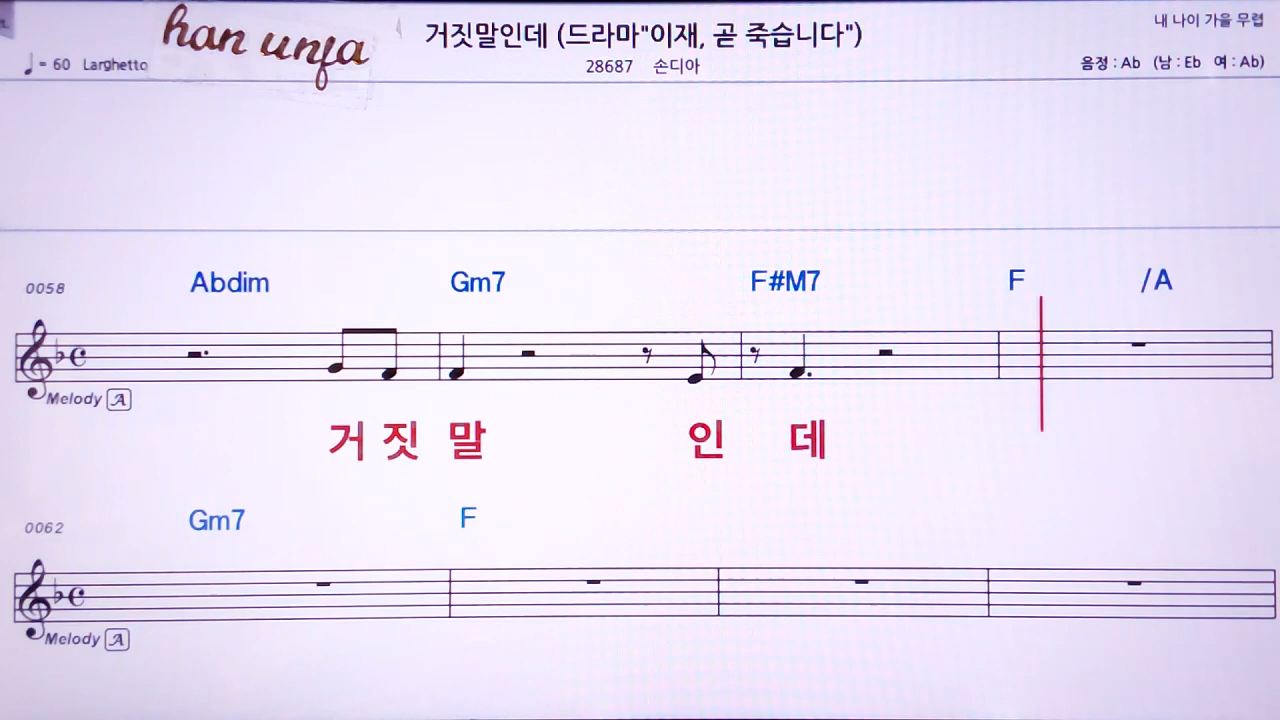 han unfa
거짓말인데 (드라마"이재, 곧 죽습니다")
내 나이 가을 무렵
♩= 60 Larghetto
28687 손디아
음정 : Ab (남 : Eb 여 : Ab)
Abdim Gm7 F#M7 F /A
0058
Melody A
거 짓 말 인 데
Gm7 F
0062
Melody A